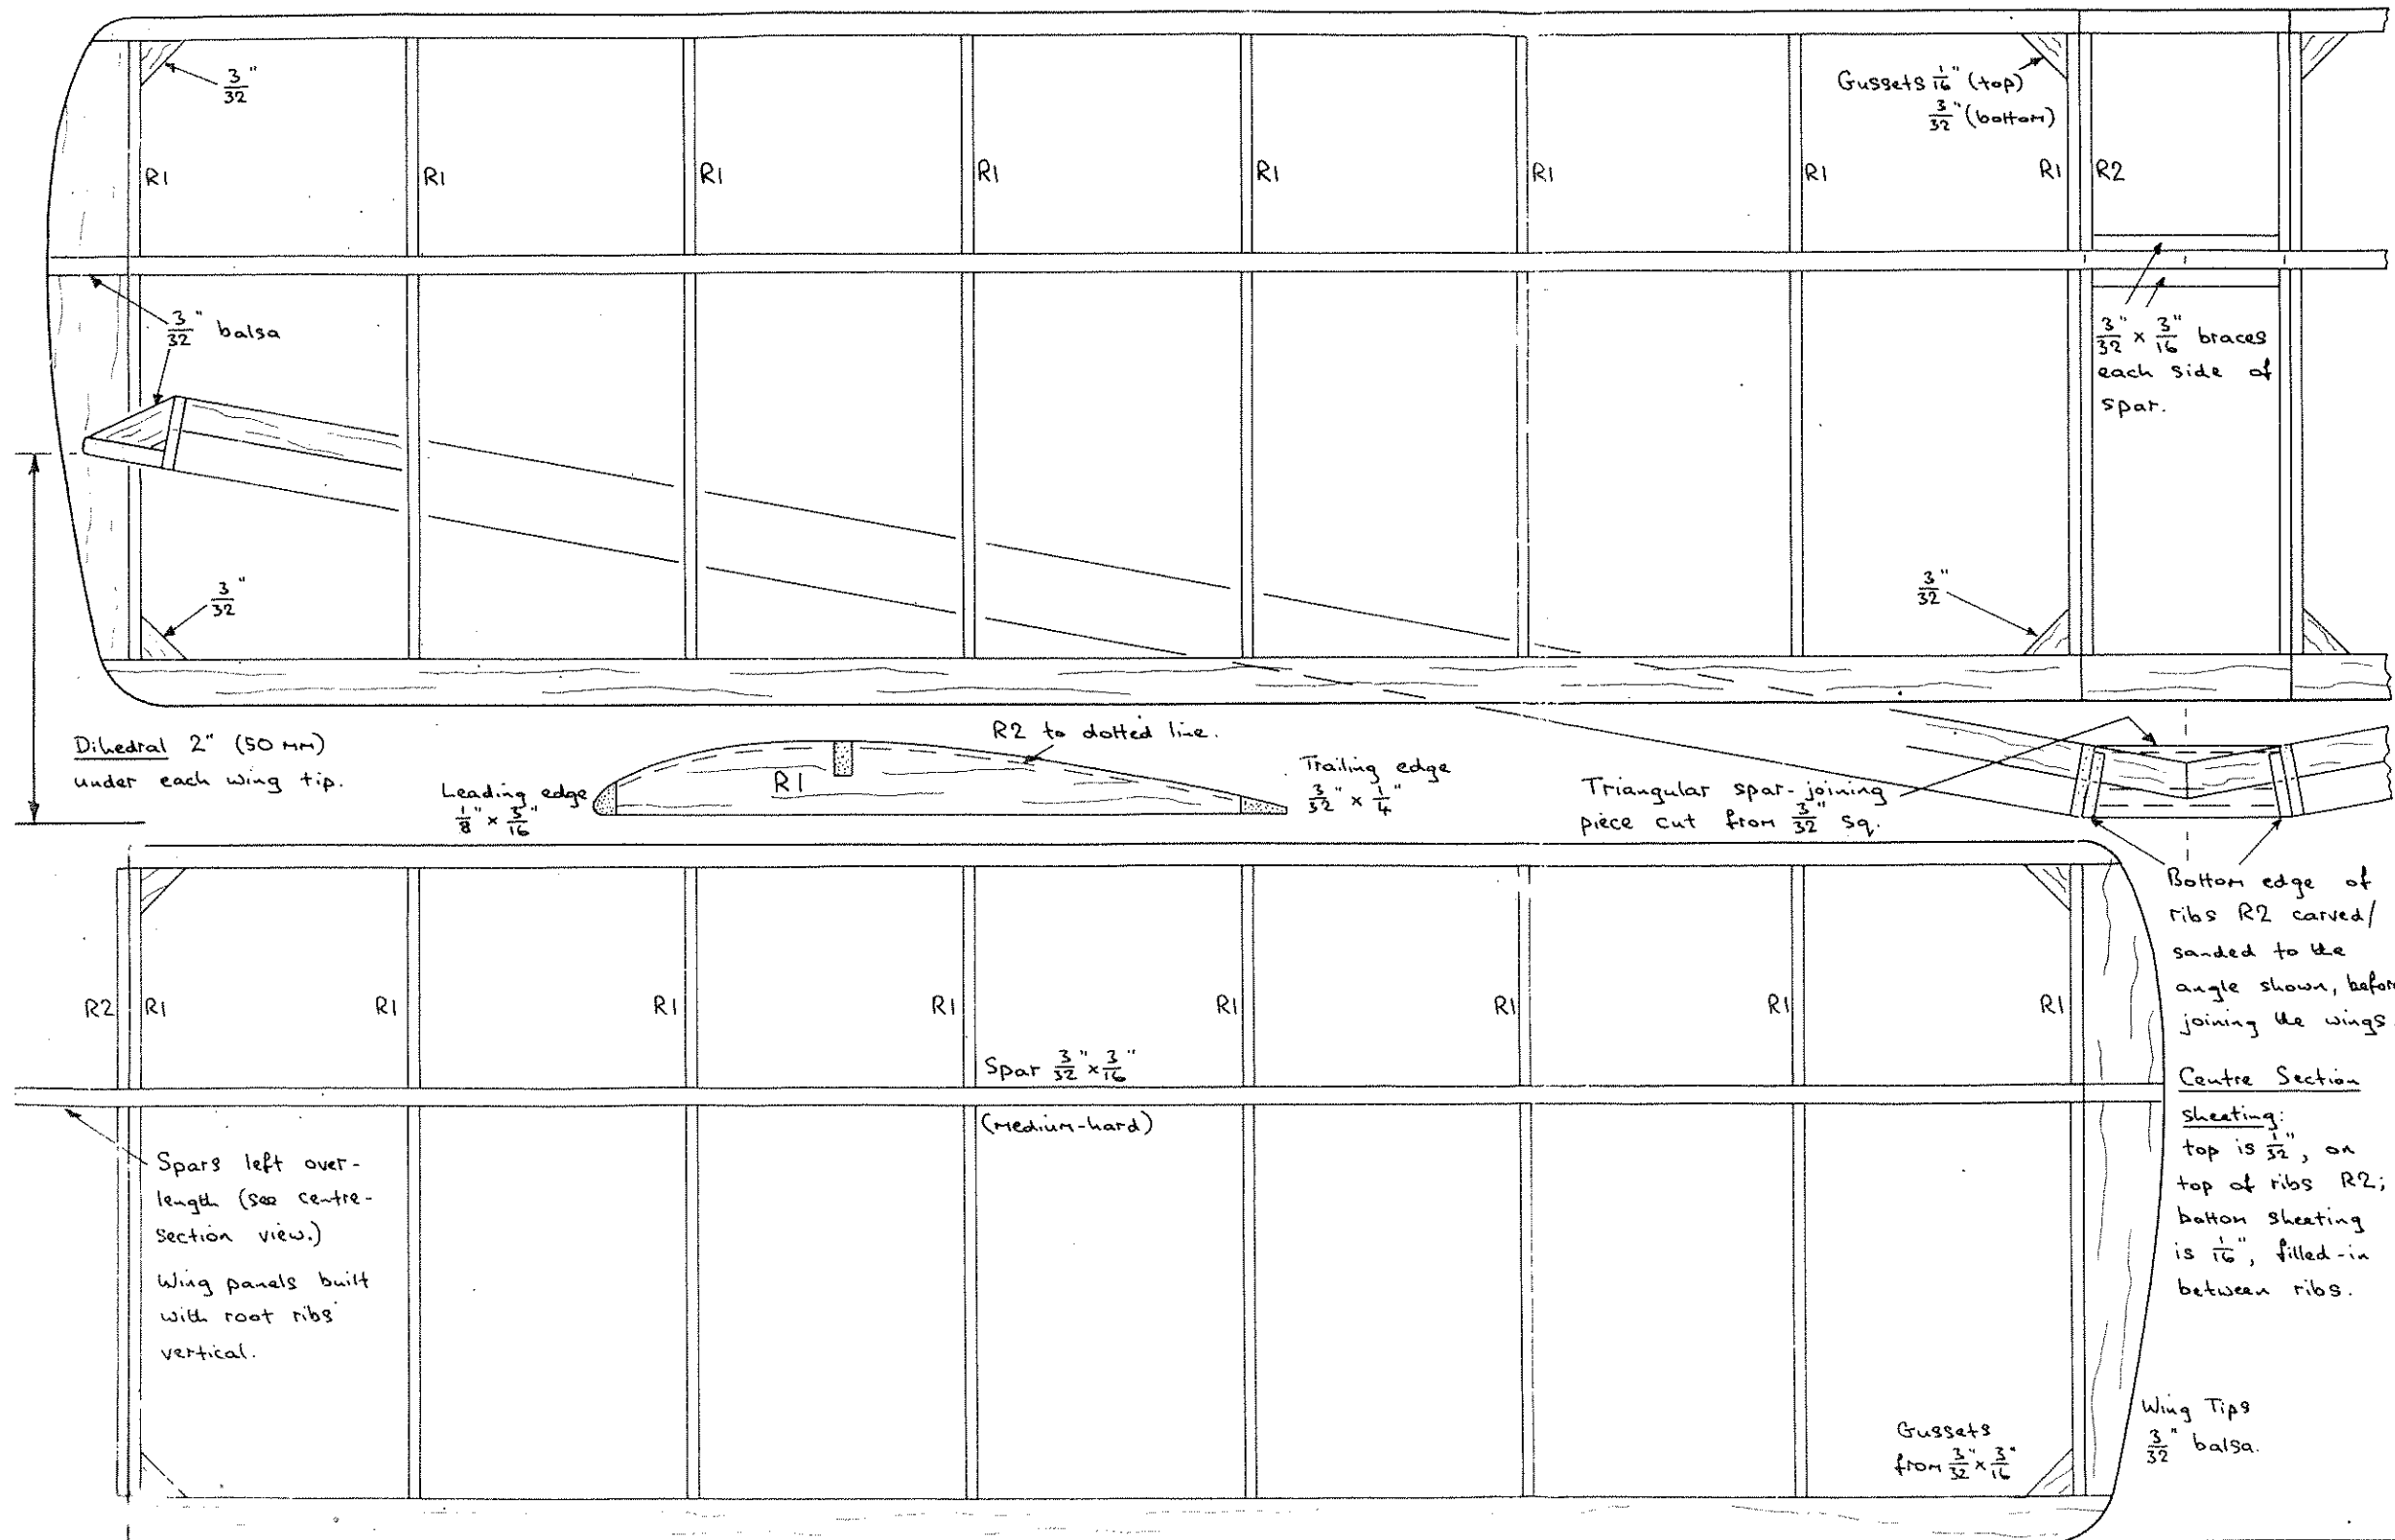 3/32"
Gussets 1/16" (top)
3/32" (bottom)
R1
R1
R1
R1
R1
R1
R1
R1
R2
3/32" balsa
3/32" x 3/16" braces
each side of
spar.
3/32"
3/32"
Dihedral 2" (50 MM)
under each wing tip.
R2 to dotted line.
R1
Leading edge
1/8" x 3/16"
Trailing edge
3/32" x 1/4"
Triangular spar-joining
piece cut from 3/32" sq.
Bottom edge of
ribs R2 carved/
sanded to the
angle shown, before
joining the wings
R2
R1
R1
R1
R1
R1
R1
R1
R1
Spar 3/32" x 3/16"
(medium-hard)
Centre Section
sheeting:
top is 1/32", on
top of ribs R2;
bottom sheeting
is 1/16", filled-in
between ribs.
Spars left over-
length (see centre-
section view.)
Wing panels built
with root ribs
vertical.
Gussets
from 3/32" x 3/16"
Wing Tips
3/32" balsa.